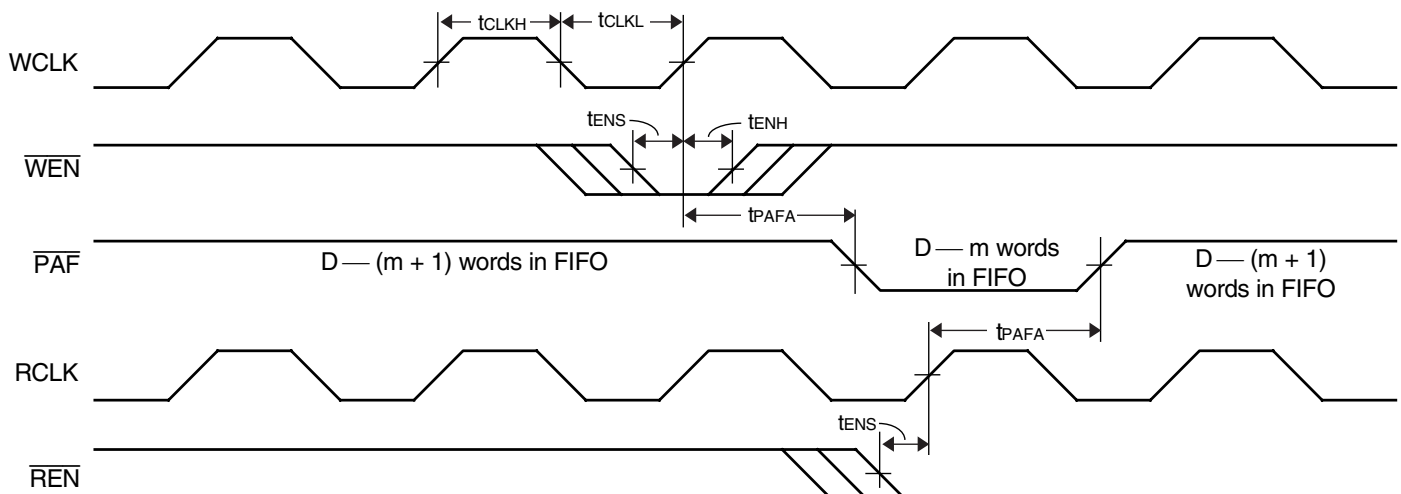 tCLKH
tCLKL
WCLK
tENS
tENH
WEN
tPAFA
PAF
D — (m + 1) words in FIFO
D — m words
in FIFO
D — (m + 1)
words in FIFO
tPAFA
RCLK
tENS
REN